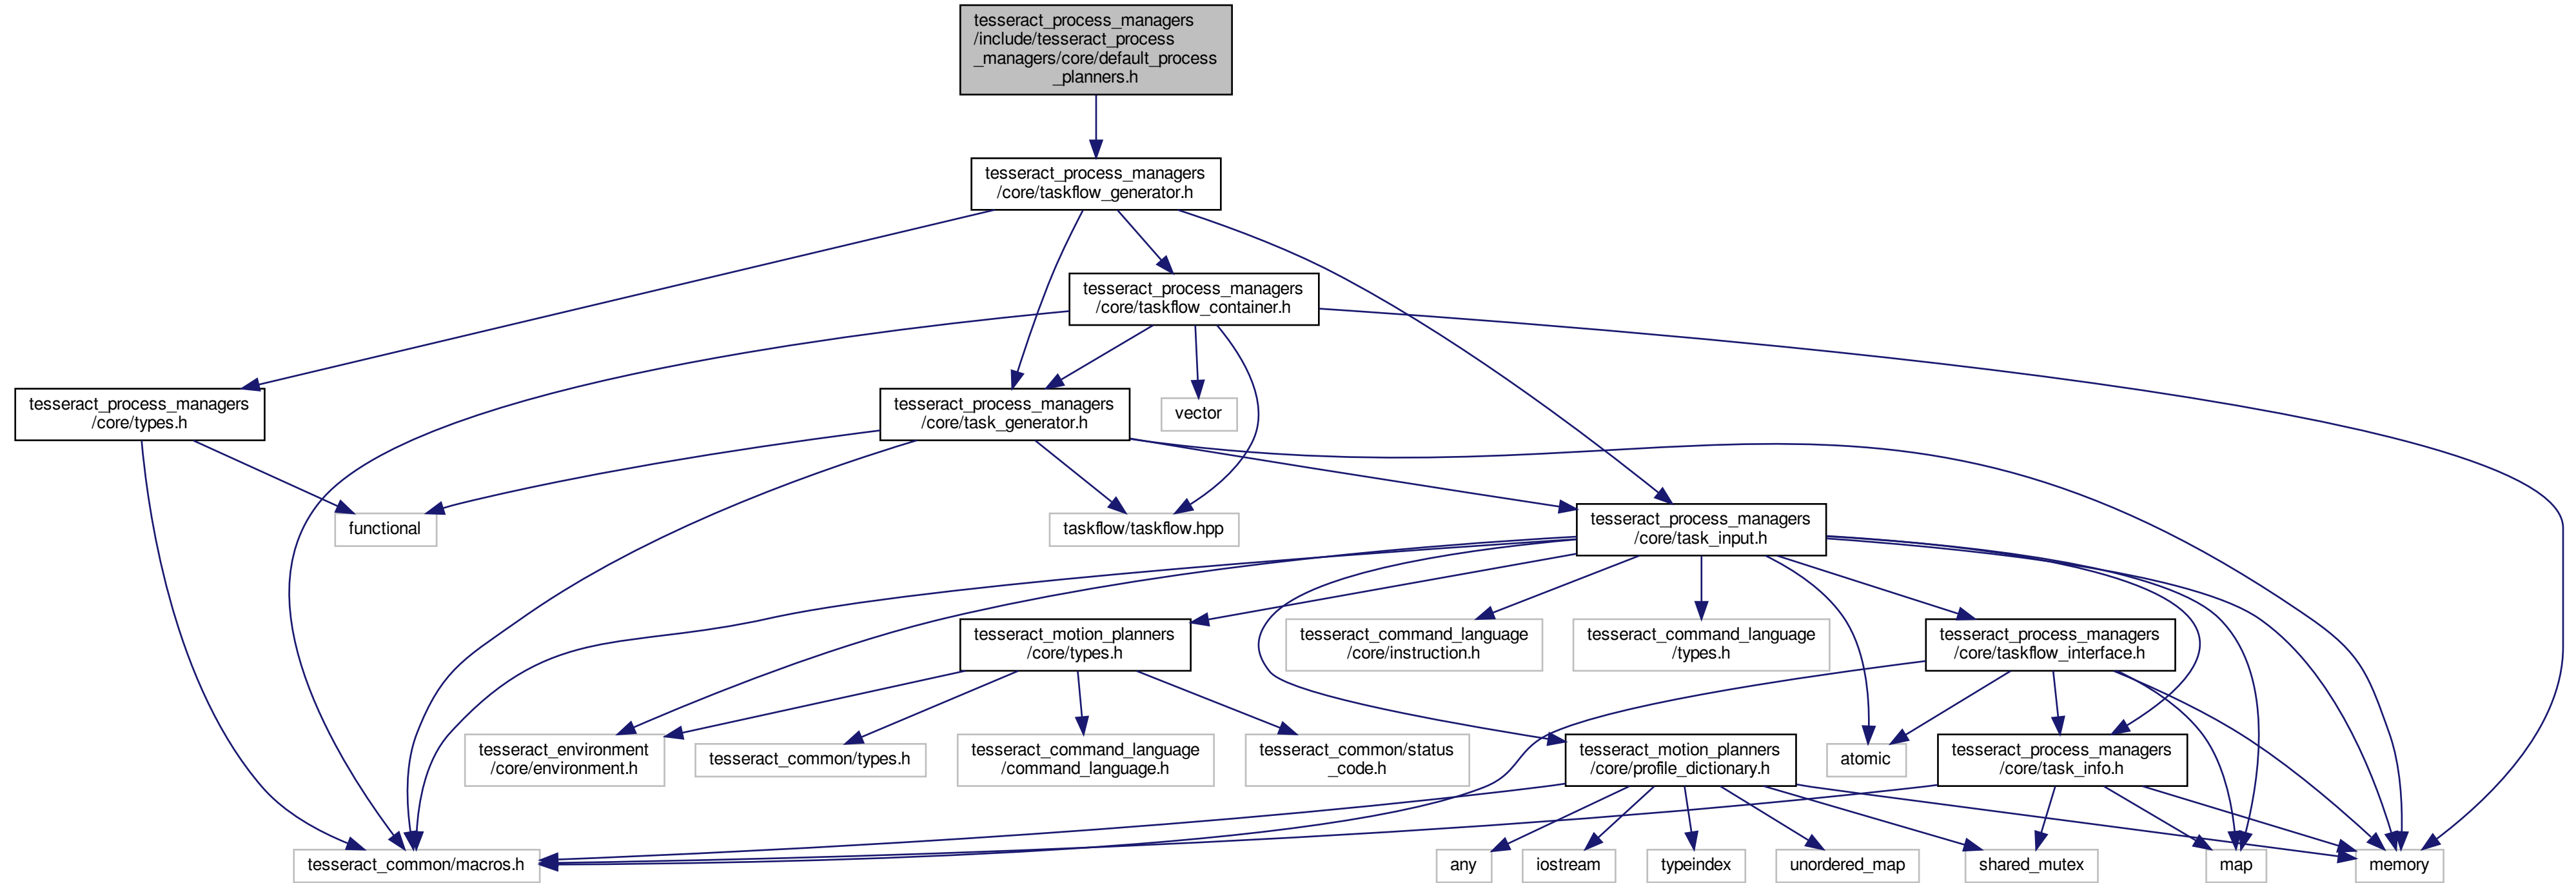 tesseract_process_managers
/include/tesseract_process
_managers/core/default_process
_planners.h
tesseract_process_managers
/core/taskflow_generator.h
tesseract_process_managers
/core/taskflow_container.h
tesseract_process_managers
/core/types.h
tesseract_process_managers
/core/task_generator.h
vector
functional
taskflow/taskflow.hpp
tesseract_process_managers
/core/task_input.h
tesseract_motion_planners
/core/types.h
tesseract_command_language
/core/instruction.h
tesseract_command_language
/types.h
tesseract_process_managers
/core/taskflow_interface.h
tesseract_environment
/core/environment.h
tesseract_common/types.h
tesseract_command_language
/command_language.h
tesseract_common/status
_code.h
tesseract_motion_planners
/core/profile_dictionary.h
atomic
tesseract_process_managers
/core/task_info.h
tesseract_common/macros.h
any
iostream
typeindex
unordered_map
shared_mutex
map
memory